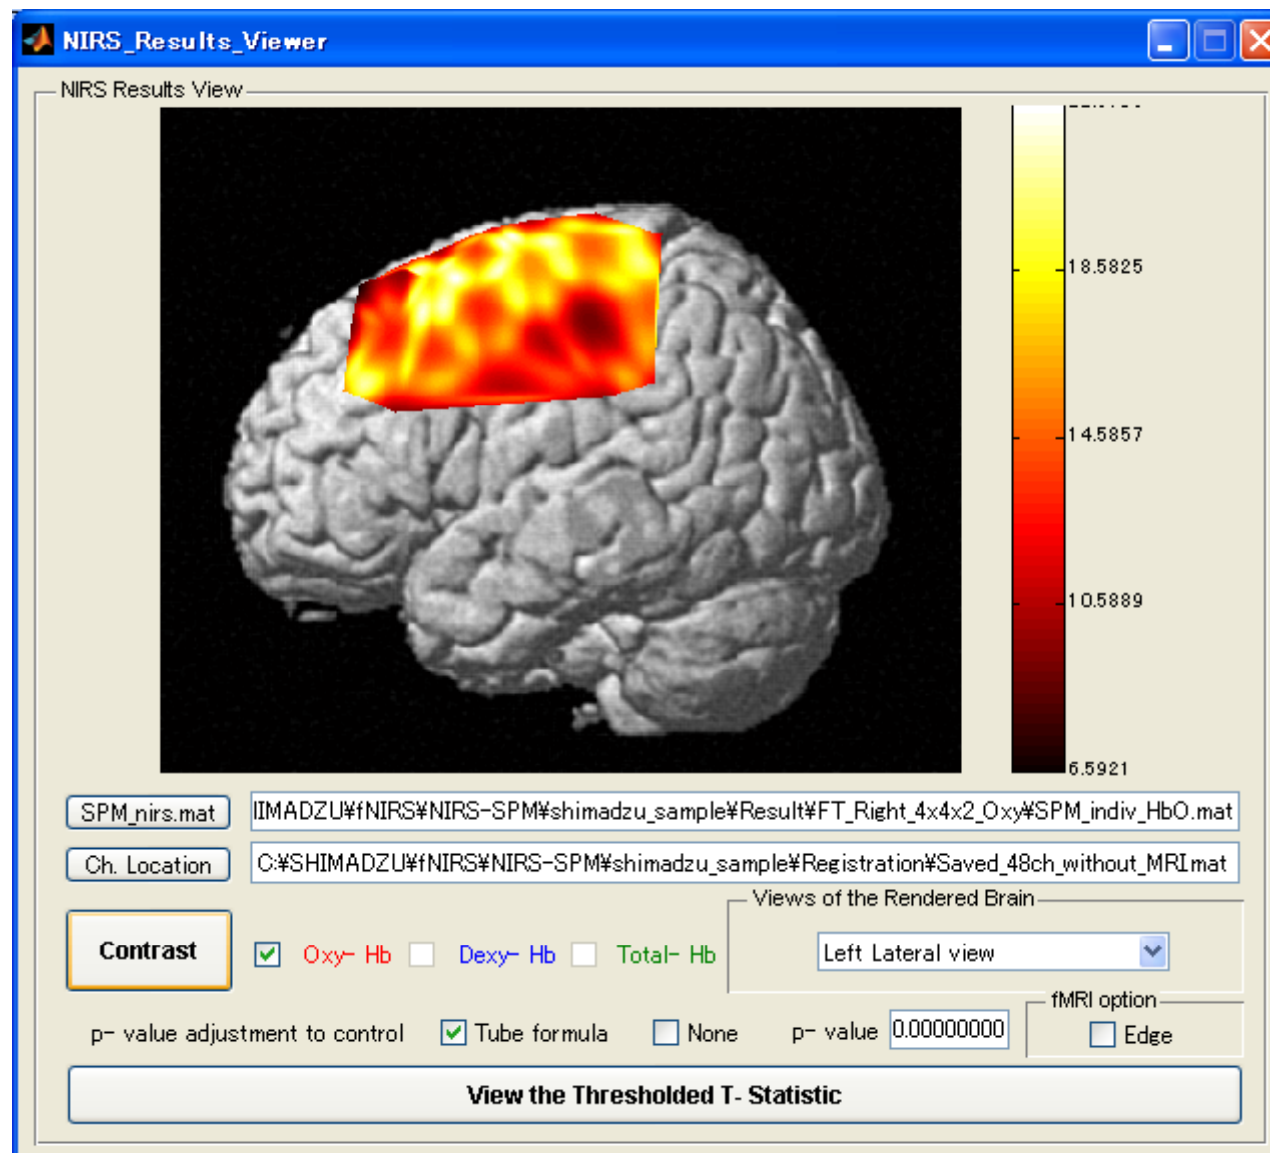 NIRS_Results_Viewer
NIRS Results View
18.5825
14.5857
10.5889
6.5921
SPM_nirs.mat
IMADZU¥fNIRS¥NIRS-SPM¥shimadzu_sample¥Result¥FT_Right_4x4x2_Oxy¥SPM_indiv_HbO.mat
Ch. Location
C:¥SHIMADZU¥fNIRS¥NIRS-SPM¥shimadzu_sample¥Registration¥Saved_48ch_without_MRI.mat
Views of the Rendered Brain
Contrast
Oxy- Hb
Dexy- Hb
Total- Hb
Left Lateral view
fMRI option
p- value adjustment to control
Tube formula
None
p- value
0.00000000
Edge
View the Thresholded T- Statistic